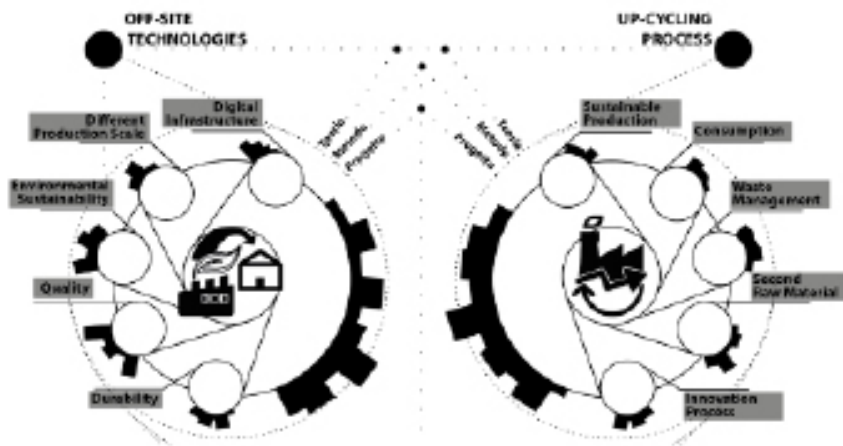 OFF-SITE
TECHNOLOGIES
UP-CYCLING
PROCESS
Different
Production Scale
Digital
Infrastructure
Environmental
Sustainability
Quality
Durability
Sustainable
Production
Consumption
Waste
Management
Second
Raw Material
Innovation
Process